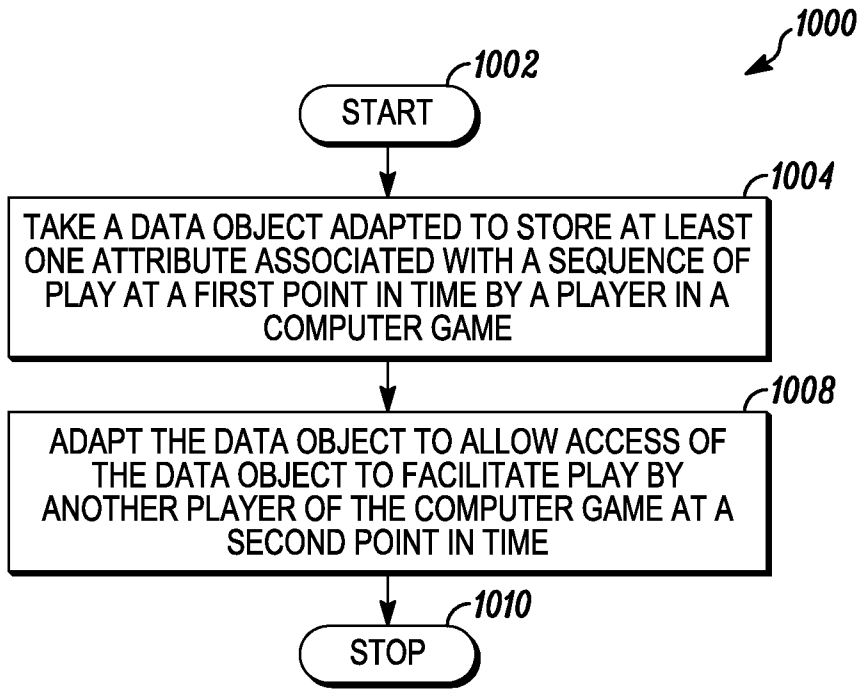 1000
1002
START
1004
TAKE A DATA OBJECT ADAPTED TO STORE AT LEAST
ONE ATTRIBUTE ASSOCIATED WITH A SEQUENCE OF
PLAY AT A FIRST POINT IN TIME BY A PLAYER IN A
COMPUTER GAME
1008
ADAPT THE DATA OBJECT TO ALLOW ACCESS OF
THE DATA OBJECT TO FACILITATE PLAY BY
ANOTHER PLAYER OF THE COMPUTER GAME AT A
SECOND POINT IN TIME
1010
STOP